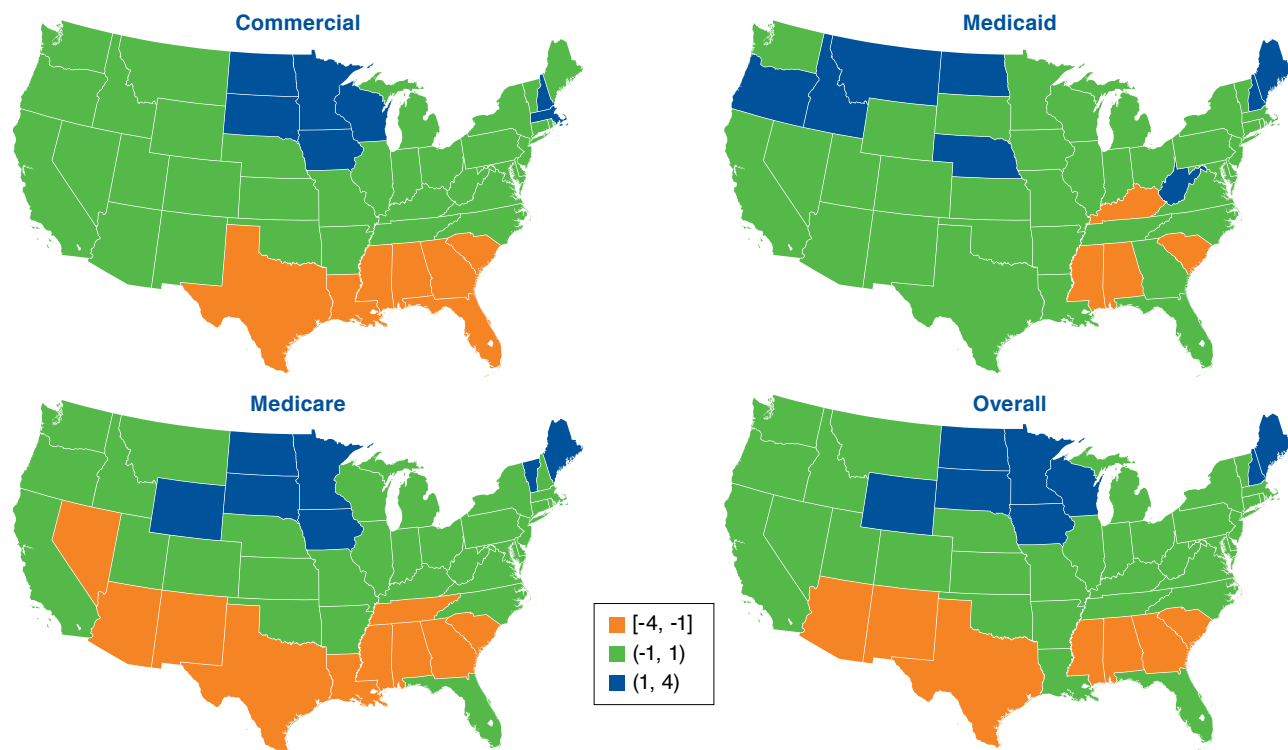 Commercial
Medicaid
Medicare
Overall
[-4, -1]
(-1, 1)
(1, 4)